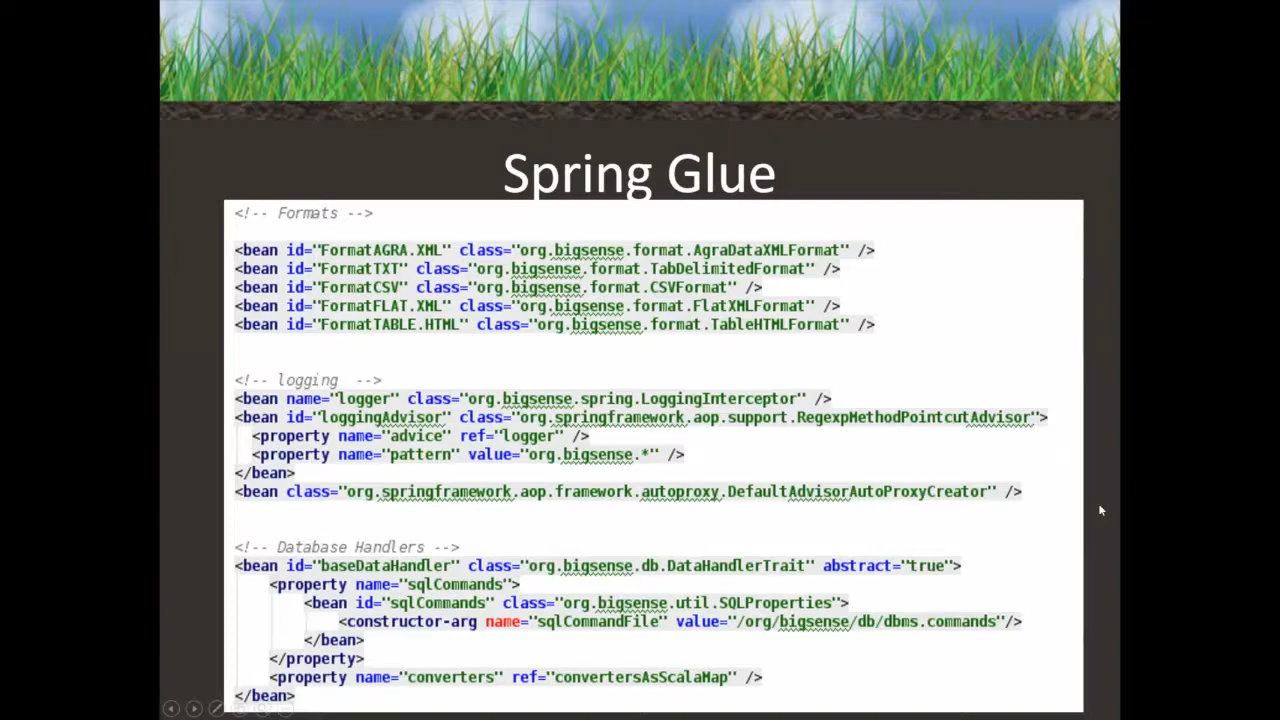 Spring Glue
<!-- Formats -->
<bean id="FormatAGRA.XML" class="org.bigsense.format.AgraDataXMLFormat" />
<bean id="FormatTXT" class="org.bigsense.format.TabDelimitedFormat" />
<bean id="FormatCSV" class="org.bigsense.format.CSVFormat" />
<bean id="FormatFLAT.XML" class="org.bigsense.format.FlatXMLFormat" />
<bean id="FormatTABLE.HTML" class="org.bigsense.format.TableHTMLFormat" />
<!-- logging  -->
<bean name="logger" class="org.bigsense.spring.LoggingInterceptor" />
<bean id="loggingAdvisor" class="org.springframework.aop.support.RegexpMethodPointcutAdvisor">
<property name="advice" ref="logger" />
<property name="pattern" value="org.bigsense.*" />
</bean>
<bean class="org.springframework.aop.framework.autoproxy.DefaultAdvisorAutoProxyCreator" />
<!-- Database Handlers -->
<bean id="baseDataHandler" class="org.bigsense.db.DataHandlerTrait" abstract="true">
<property name="sqlCommands">
<bean id="sqlCommands" class="org.bigsense.util.SQLProperties">
<constructor-arg name="sqlCommandFile" value="/org/bigsense/db/dbms.commands"/>
</bean>
</property>
<property name="converters" ref="convertersAsScalaMap" />
</bean>